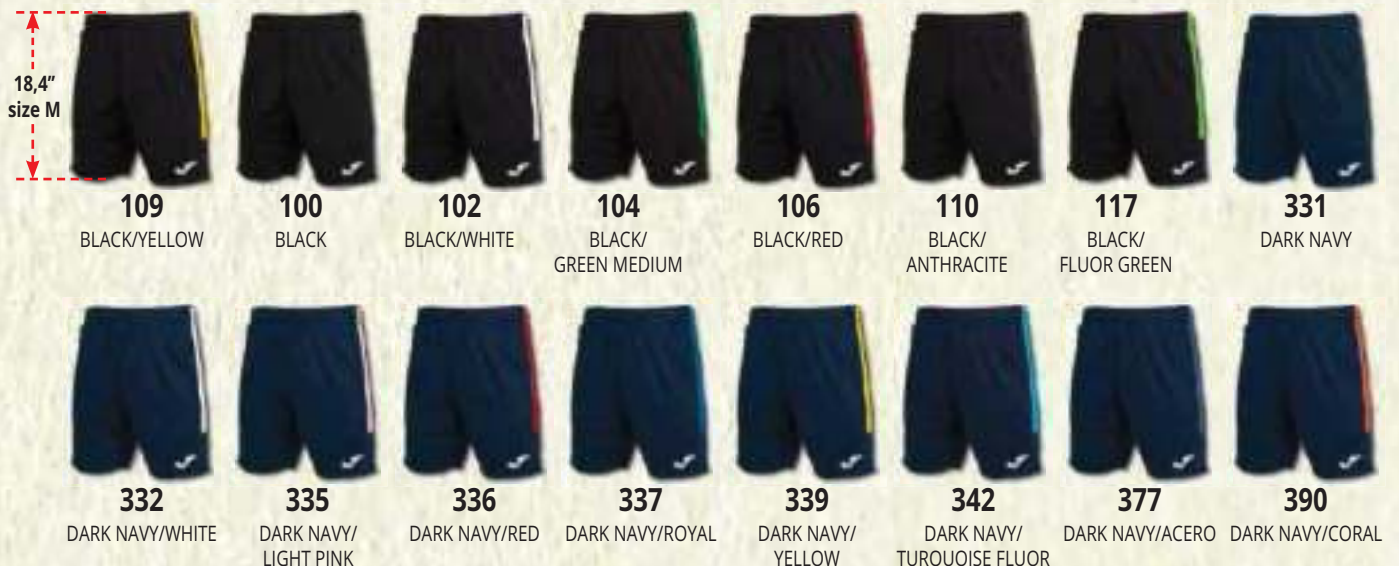 18,4”
size M
109
BLACK/YELLOW
100
BLACK
102
BLACK/WHITE
104
BLACK/
GREEN MEDIUM
106
BLACK/RED
110
BLACK/
ANTHRACITE
117
BLACK/
FLUOR GREEN
331
DARK NAVY
332
DARK NAVY/WHITE
335
DARK NAVY/
LIGHT PINK
336
DARK NAVY/RED
337
DARK NAVY/ROYAL
339
DARK NAVY/
YELLOW
342
DARK NAVY/
TURQUOISE FLUOR
377
DARK NAVY/ACERO
390
DARK NAVY/CORAL